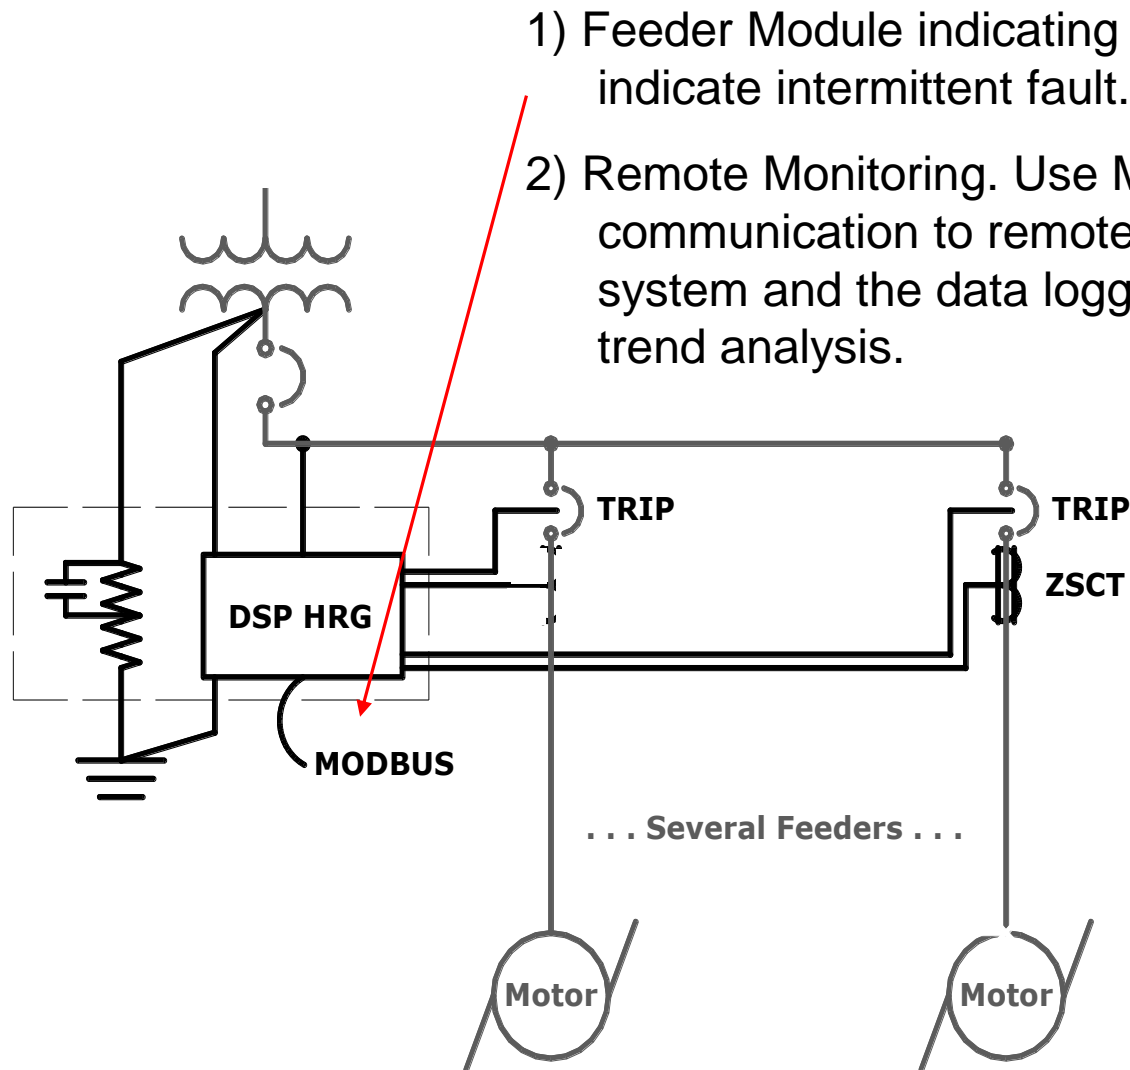 1) Feeder Module indicating
indicate intermittent fault.
2) Remote Monitoring. Use M
communication to remote
system and the data logg
trend analysis.
TRIP
TRIP
ZSCT
DSP HRG
MODBUS
. . . Several Feeders . . .
Motor
Motor